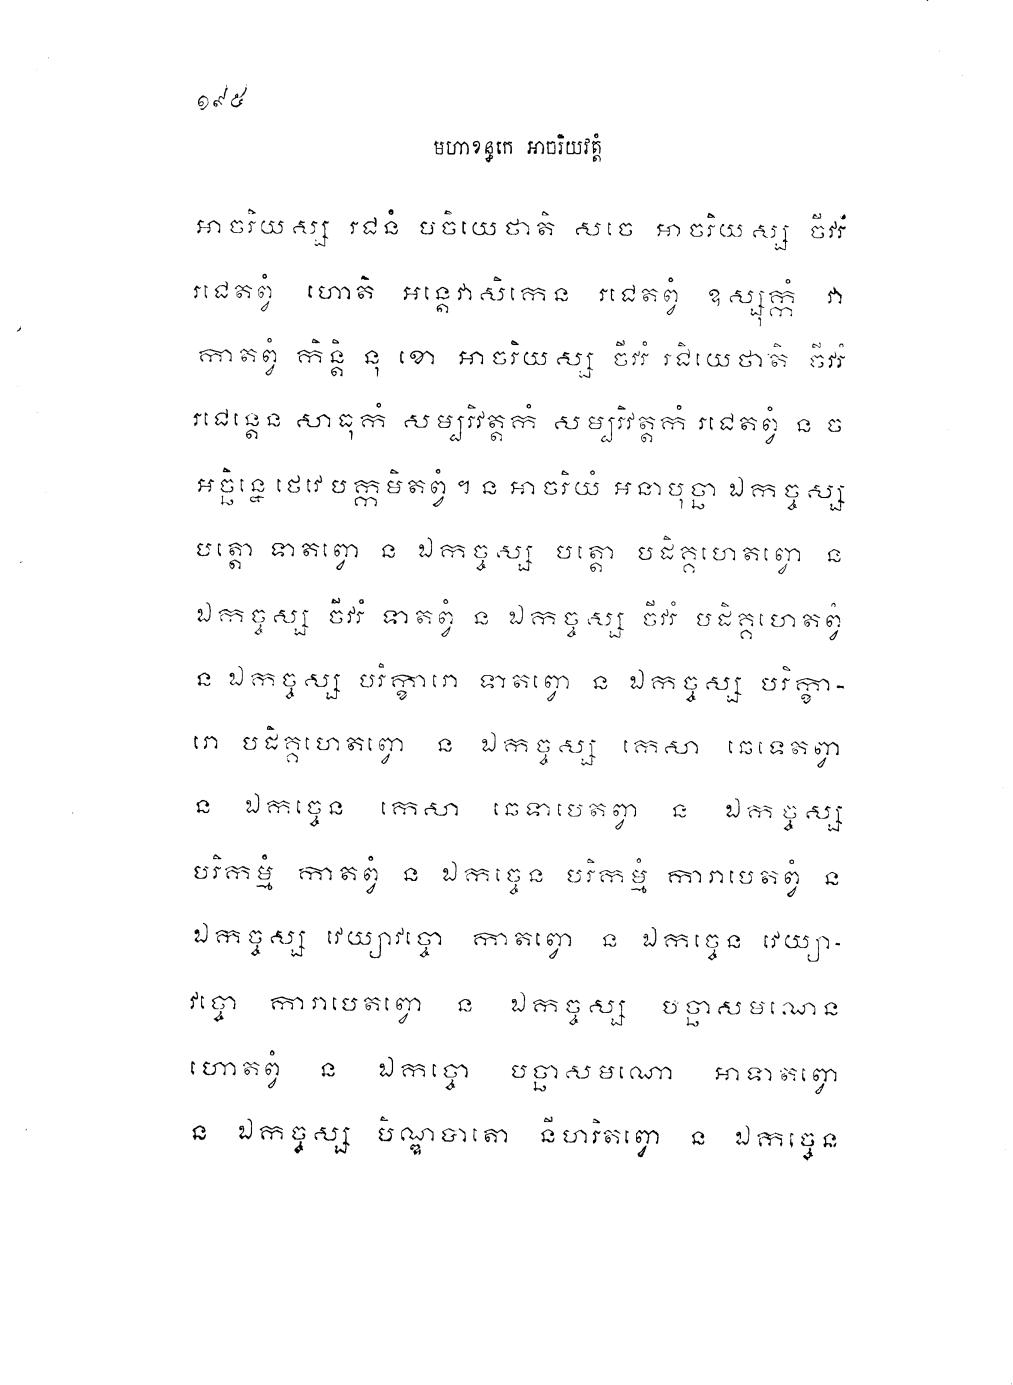 ១៩៥
មហាខន្ធកេ អាចរិយវត្តំ
អាចរិយស្ស រជនំ បចិយេថាតិ សចេ អាចរិយស្ស ចីវរំ
រជេតព្វំ ហោតិ អន្តេវាសិកេន រជេតព្វំ ឧស្សុក្កំ វា
កាតព្វំ កិន្តិ នុ ខោ អាចរិយស្ស ចីវរំ រជិយេថាតិ ចីវរំ
រជេន្តេន សាធុកំ សម្បរិវត្តកំ សម្បរិវត្តកំ រជេតព្វំ ន ច
អច្ឆិន្នេ ថេវេ បក្កមិតព្វំ ។ ន អាចរិយំ អនាបុច្ឆា ឯកច្ចស្ស
បត្តោ ទាតព្វោ ន ឯកច្ចស្ស បត្តោ បដិគ្គហេតព្វោ ន
ឯកច្ចស្ស ចីវរំ ទាតព្វំ ន ឯកច្ចស្ស ចីវរំ បដិគ្គហេតព្វំ
ន ឯកច្ចស្ស បរិក្ខារោ ទាតព្វោ ន ឯកច្ចស្ស បរិក្ខា-
រោ បដិគ្គហេតព្វោ ន ឯកច្ចស្ស កេសា ឆេទេតព្វា
ន ឯកច្ចេន កេសា ឆេទាបេតព្វា ន ឯកច្ចស្ស
បរិកម្មំ កាតព្វំ ន ឯកច្ចេន បរិកម្មំ ការាបេតព្វំ ន
ឯកច្ចស្ស វេយ្យាវច្ចោ កាតព្វោ ន ឯកច្ចេន វេយ្យា-
វច្ចោ ការាបេតព្វោ ន ឯកច្ចស្ស បច្ឆាសមណេន
ហោតព្វំ ន ឯកច្ចោ បច្ឆាសមណោ អាទាតព្វោ
ន ឯកច្ចស្ស បិណ្ឌបាតោ នីហរិតព្វោ ន ឯកច្ចេន